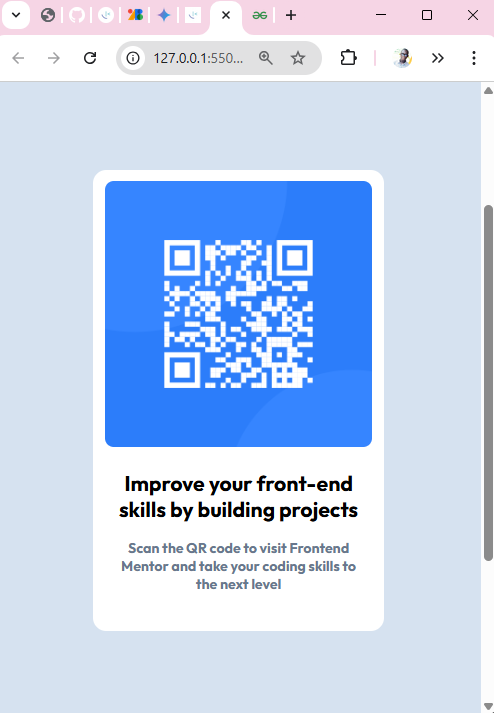 127.0.0.1:550...
Improve your front-end
skills by building projects
Scan the QR code to visit Frontend
Mentor and take your coding skills to
the next level